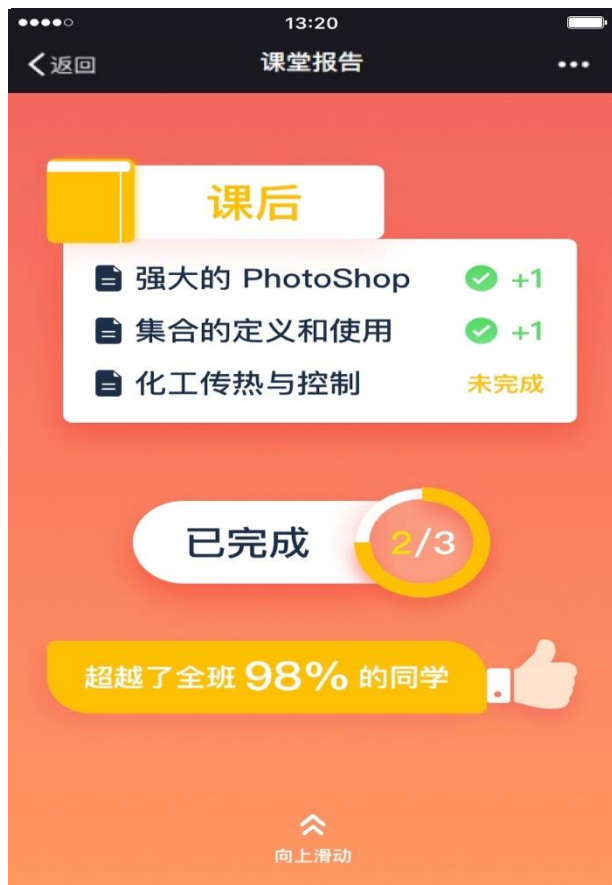 13:20
返回 课堂报告
课后
强大的 PhotoShop +1
集合的定义和使用 +1
化工传热与控制 未完成
已完成 2/3
超越了全班 98% 的同学
向上滑动